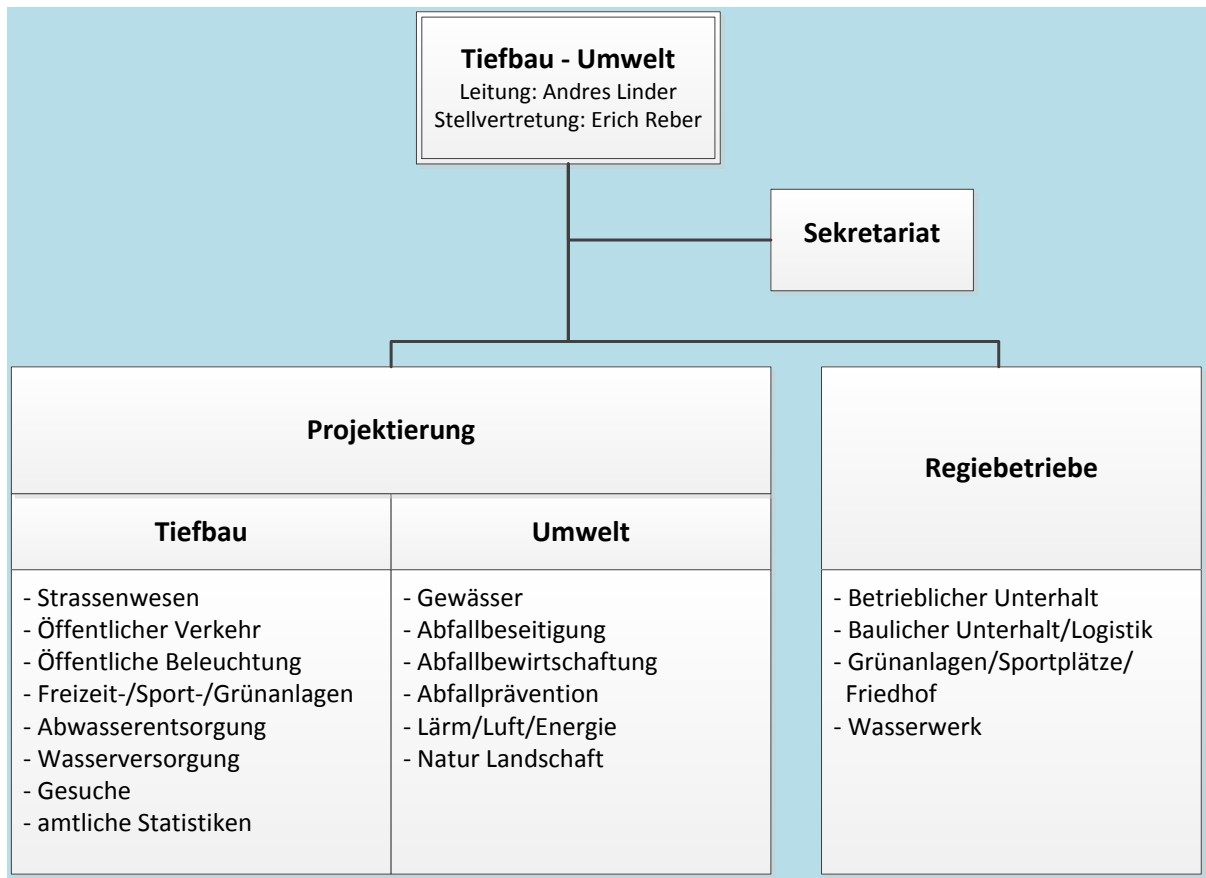 Tiefbau - Umwelt
Leitung: Andres Linder
Stellvertretung: Erich Reber
Sekretariat
Projektierung
Tiefbau
- Strassenwesen
- Öffentlicher Verkehr
- Öffentliche Beleuchtung
- Freizeit-/Sport-/Grünanlagen
- Abwasserentsorgung
- Wasserversorgung
- Gesuche
- amtliche Statistiken
Umwelt
- Gewässer
- Abfallbeseitigung
- Abfallbewirtschaftung
- Abfallprävention
- Lärm/Luft/Energie
- Natur Landschaft
Regiebetriebe
- Betrieblicher Unterhalt
- Baulicher Unterhalt/Logistik
- Grünanlagen/Sportplätze/
Friedhof
- Wasserwerk